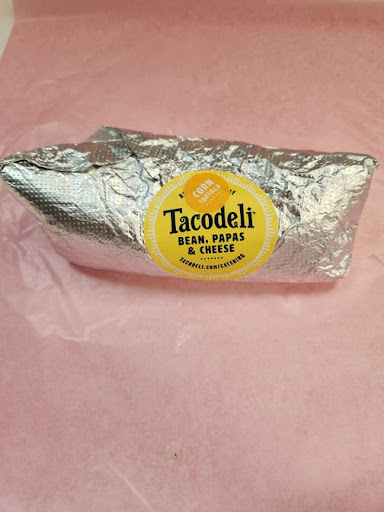 CORN
TORTILLA
Tacodeli
BEAN, PAPAS
& CHEESE
TACODELI.COM/CATERING